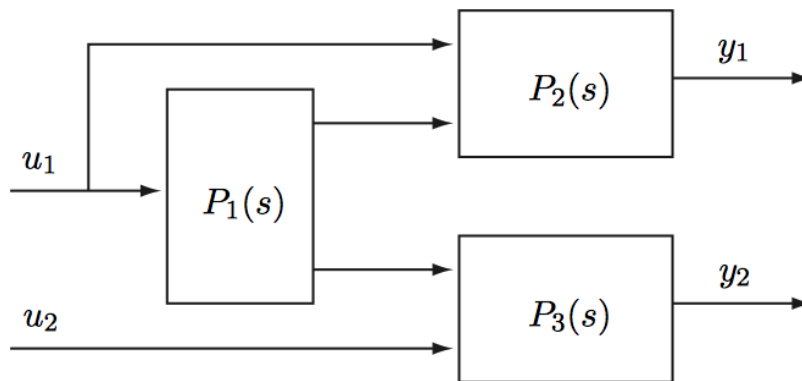 y₁
P₂(s)
u₁
P₁(s)
y₂
u₂
P₃(s)